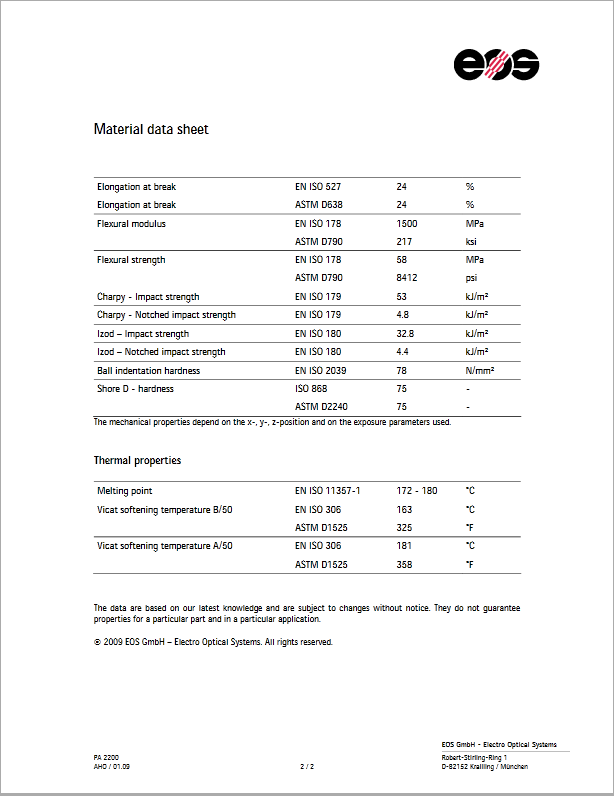 eos
Material data sheet
Elongation at break EN ISO 527 24 %
Elongation at break ASTM D638 24 %
Flexural modulus EN ISO 178 1500 MPa
ASTM D790 217 ksi
Flexural strength EN ISO 178 58 MPa
ASTM D790 8412 psi
Charpy - Impact strength EN ISO 179 53 kJ/m²
Charpy - Notched impact strength EN ISO 179 4.8 kJ/m²
Izod – Impact strength EN ISO 180 32.8 kJ/m²
Izod – Notched impact strength EN ISO 180 4.4 kJ/m²
Ball indentation hardness EN ISO 2039 78 N/mm²
Shore D - hardness ISO 868 75 -
ASTM D2240 75 -
The mechanical properties depend on the x-, y-, z-position and on the exposure parameters used.
Thermal properties
Melting point EN ISO 11357-1 172 - 180 °C
Vicat softening temperature B/50 EN ISO 306 163 °C
ASTM D1525 325 °F
Vicat softening temperature A/50 EN ISO 306 181 °C
ASTM D1525 358 °F
The data are based on our latest knowledge and are subject to changes without notice. They do not guarantee
properties for a particular part and in a particular application.
© 2009 EOS GmbH – Electro Optical Systems. All rights reserved.
EOS GmbH - Electro Optical Systems
PA 2200 Robert-Stirling-Ring 1
AHO / 01.09 2 / 2 D-82152 Krailling / München